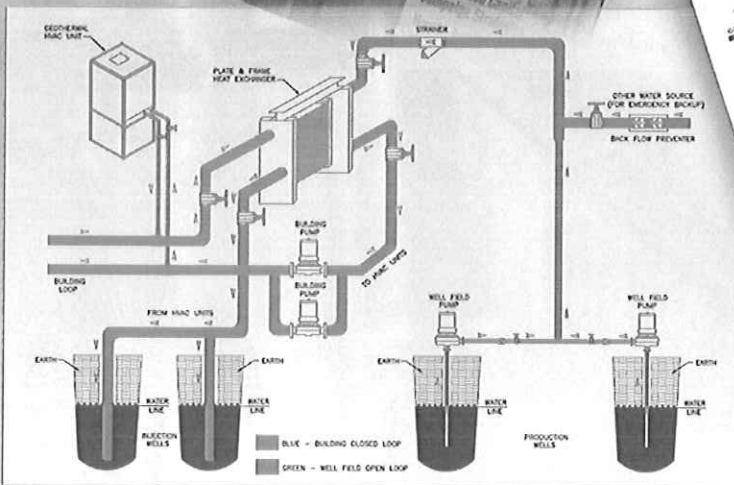 GEOTHERMAL
HVAC UNIT
PLATE & FRAME
HEAT EXCHANGER
STRAINER
OTHER WATER SOURCE
(FOR EMERGENCY BACKUP)
BACK FLOW PREVENTER
BUILDING
PUMP
BUILDING
LOOP
BUILDING
PUMP
TO HVAC UNITS
FROM HVAC UNITS
WELL FIELD
PUMP
WELL FIELD
PUMP
EARTH
EARTH
EARTH
EARTH
WATER
LINE
WATER
LINE
WATER
LINE
WATER
LINE
INJECTION
WELLS
PRODUCTION
WELLS
BLUE - BUILDING CLOSED LOOP
GREEN - WELL FIELD OPEN LOOP